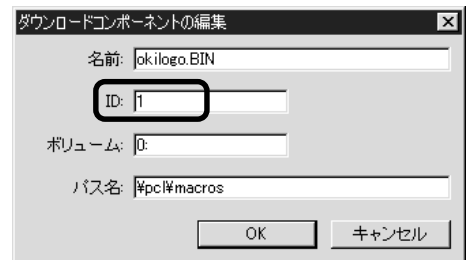 ダウンロードコンポーネントの編集
名前: okilogo.BIN
ID: 1
ボリューム: 0:
パス名: ¥pcl¥macros
OK キャンセル